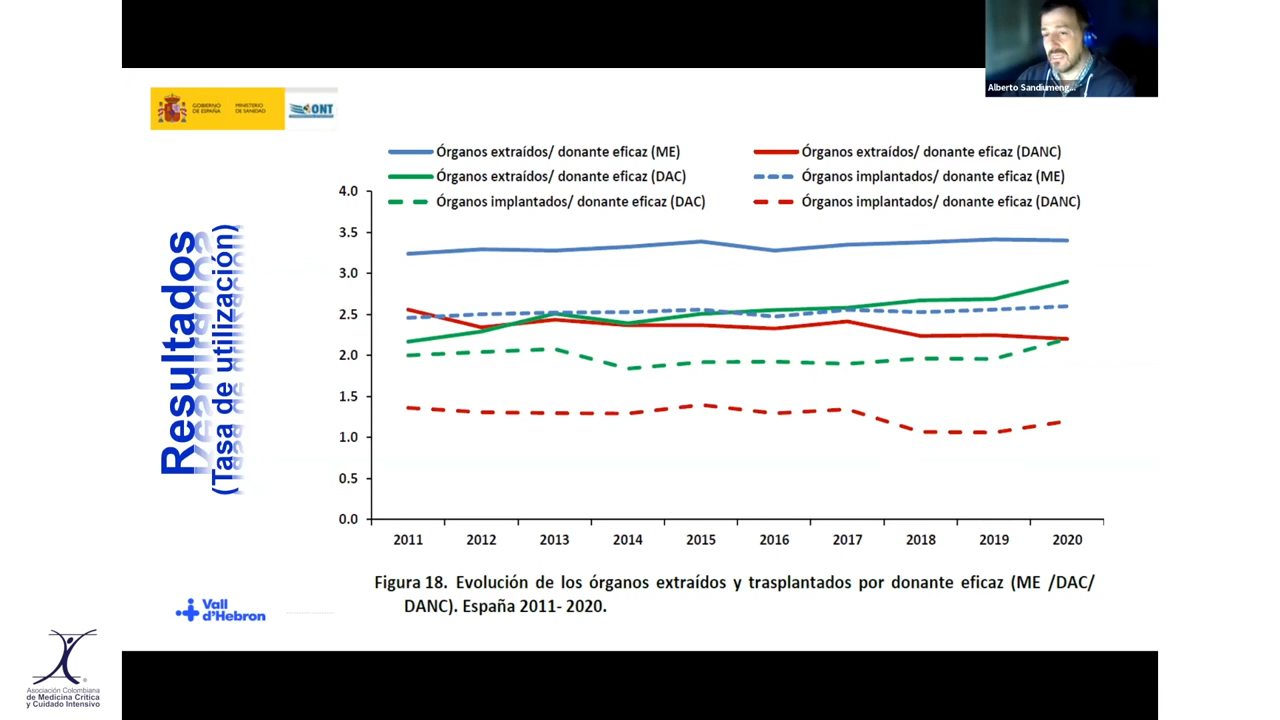 Alberto Sandiumeng...
GOBIERNO
DE ESPAÑA
MINISTERIO
DE SANIDAD
ONT
Resultados
(Tasa de utilización)
Órganos extraídos/ donante eficaz (ME)
Órganos extraídos/ donante eficaz (DANC)
Órganos extraídos/ donante eficaz (DAC)
Órganos implantados/ donante eficaz (ME)
Órganos implantados/ donante eficaz (DAC)
Órganos implantados/ donante eficaz (DANC)
4.0
3.5
3.0
2.5
2.0
1.5
1.0
0.5
0.0
2011 2012 2013 2014 2015 2016 2017 2018 2019 2020
Figura 18. Evolución de los órganos extraídos y trasplantados por donante eficaz (ME /DAC/
DANC). España 2011- 2020.
Vall
d'Hebron
Asociación Colombiana
de Medicina Crítica
y Cuidado Intensivo